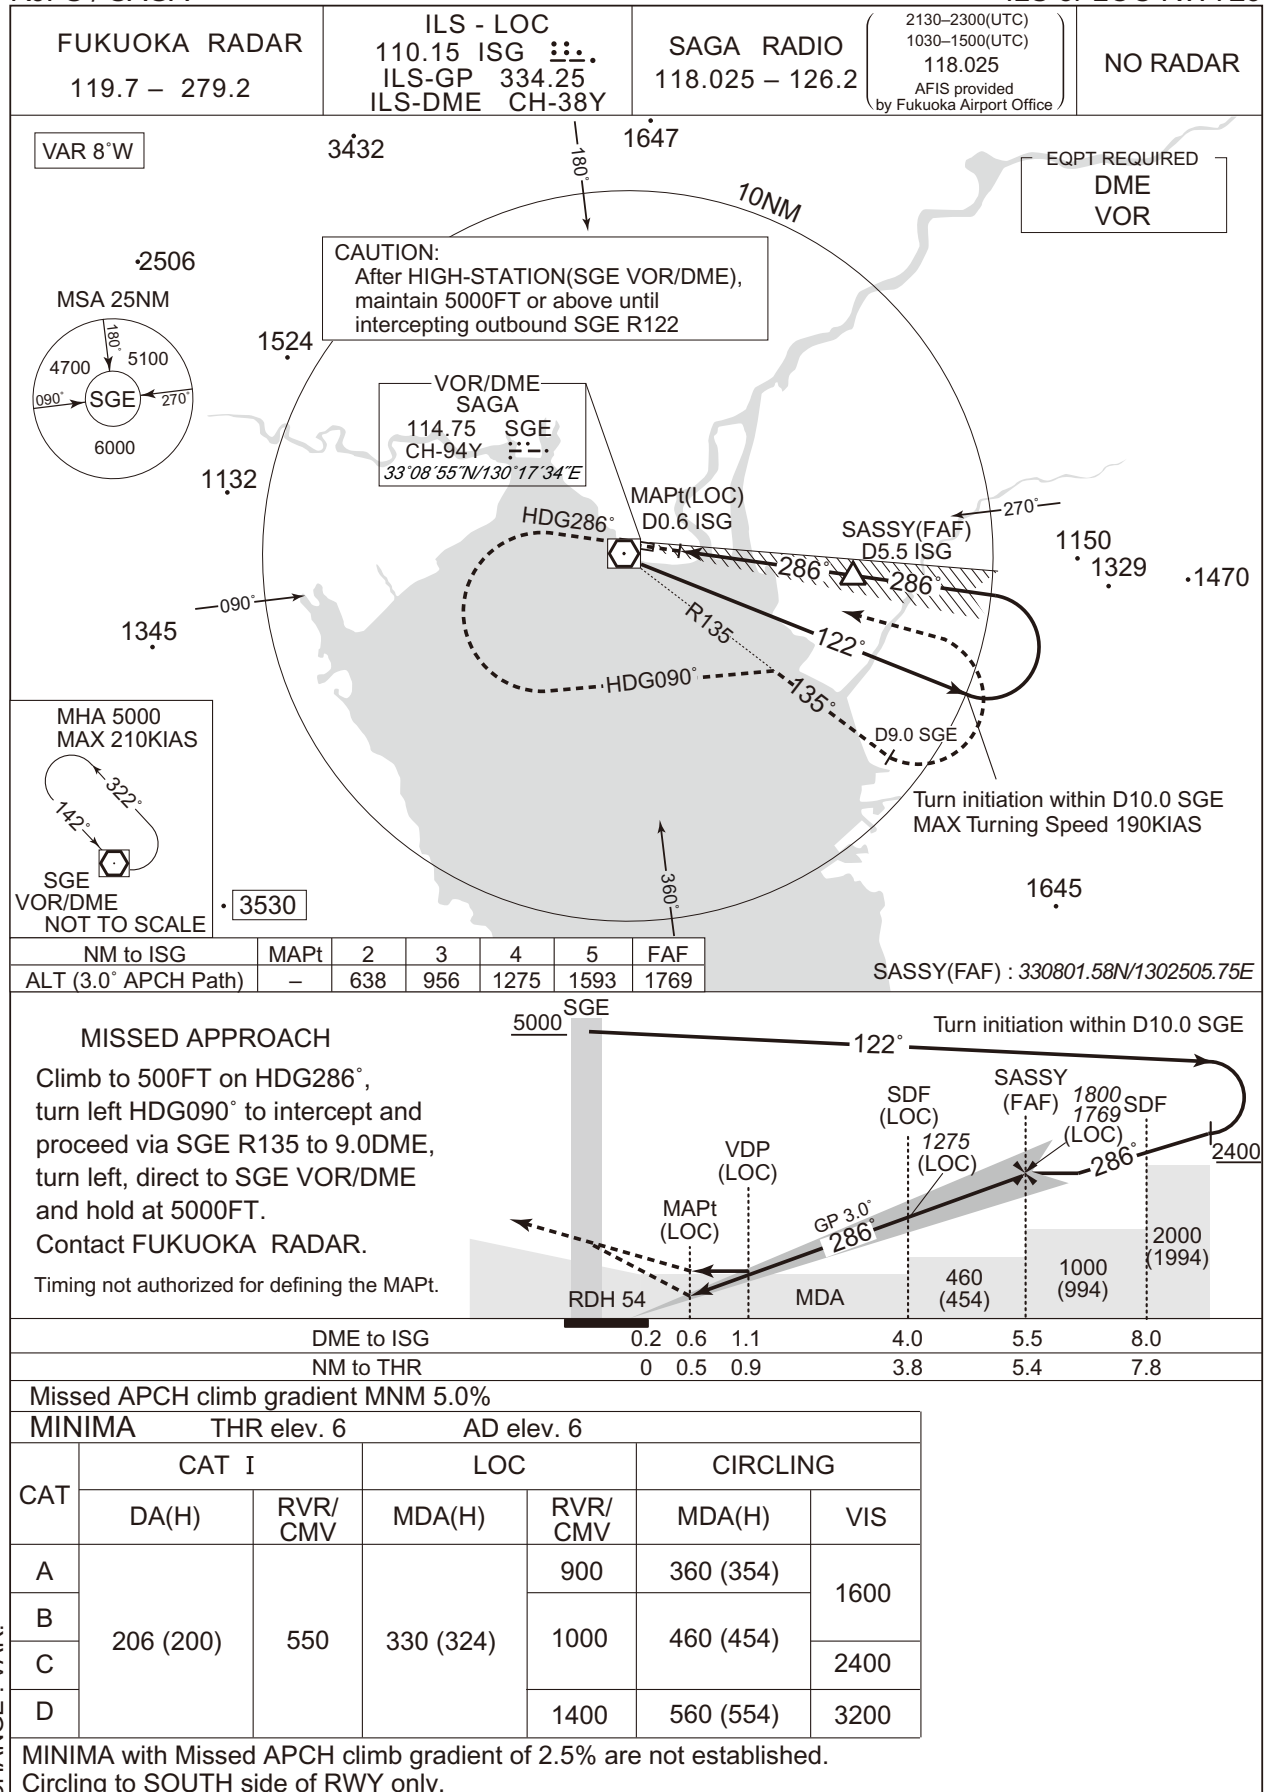 FUKUOKA RADAR
119.7 – 279.2
ILS - LOC
110.15 ISG
ILS-GP 334.25
ILS-DME CH-38Y
SAGA RADIO
118.025 – 126.2
2130–2300(UTC)
1030–1500(UTC)
118.025
AFIS provided
by Fukuoka Airport Office
NO RADAR
VAR 8°W
3432
180°
1647
EQPT REQUIRED
DME
VOR
10NM
2506
CAUTION:
After HIGH-STATION(SGE VOR/DME),
maintain 5000FT or above until
intercepting outbound SGE R122
MSA 25NM
180°
4700
5100
090°
SGE
270°
6000
1524
VOR/DME
SAGA
114.75 SGE
CH-94Y
33°08′55″N/130°17′34″E
1132
HDG286°
MAPt(LOC)
D0.6 ISG
SASSY(FAF)
D5.5 ISG
270°
1150
1329
1470
286°
286°
090°
1345
R135
122°
HDG090°
135°
D9.0 SGE
MHA 5000
MAX 210KIAS
322°
142°
SGE
VOR/DME
NOT TO SCALE
Turn initiation within D10.0 SGE
MAX Turning Speed 190KIAS
3530
360°
1645
NM to ISG MAPt 2 3 4 5 FAF
ALT (3.0° APCH Path) – 638 956 1275 1593 1769
SASSY(FAF) : 330801.58N/1302505.75E
MISSED APPROACH
Climb to 500FT on HDG286°,
turn left HDG090° to intercept and
proceed via SGE R135 to 9.0DME,
turn left, direct to SGE VOR/DME
and hold at 5000FT.
Contact FUKUOKA RADAR.
Timing not authorized for defining the MAPt.
5000
SGE
122°
Turn initiation within D10.0 SGE
SDF
(LOC)
1275
(LOC)
SASSY
(FAF)
1800
1769
(LOC)
SDF
286°
2400
VDP
(LOC)
MAPt
(LOC)
GP 3.0°
286°
RDH 54
MDA
460
(454)
1000
(994)
2000
(1994)
DME to ISG 0.2 0.6 1.1 4.0 5.5 8.0
NM to THR 0 0.5 0.9 3.8 5.4 7.8
Missed APCH climb gradient MNM 5.0%
MINIMA THR elev. 6 AD elev. 6
CAT
CAT I LOC CIRCLING
DA(H) RVR/CMV MDA(H) RVR/CMV MDA(H) VIS
A 900 360 (354)
1600
B
206 (200) 550 330 (324) 1000 460 (454)
C 2400
D 1400 560 (554) 3200
MINIMA with Missed APCH climb gradient of 2.5% are not established.
Circling to SOUTH side of RWY only.